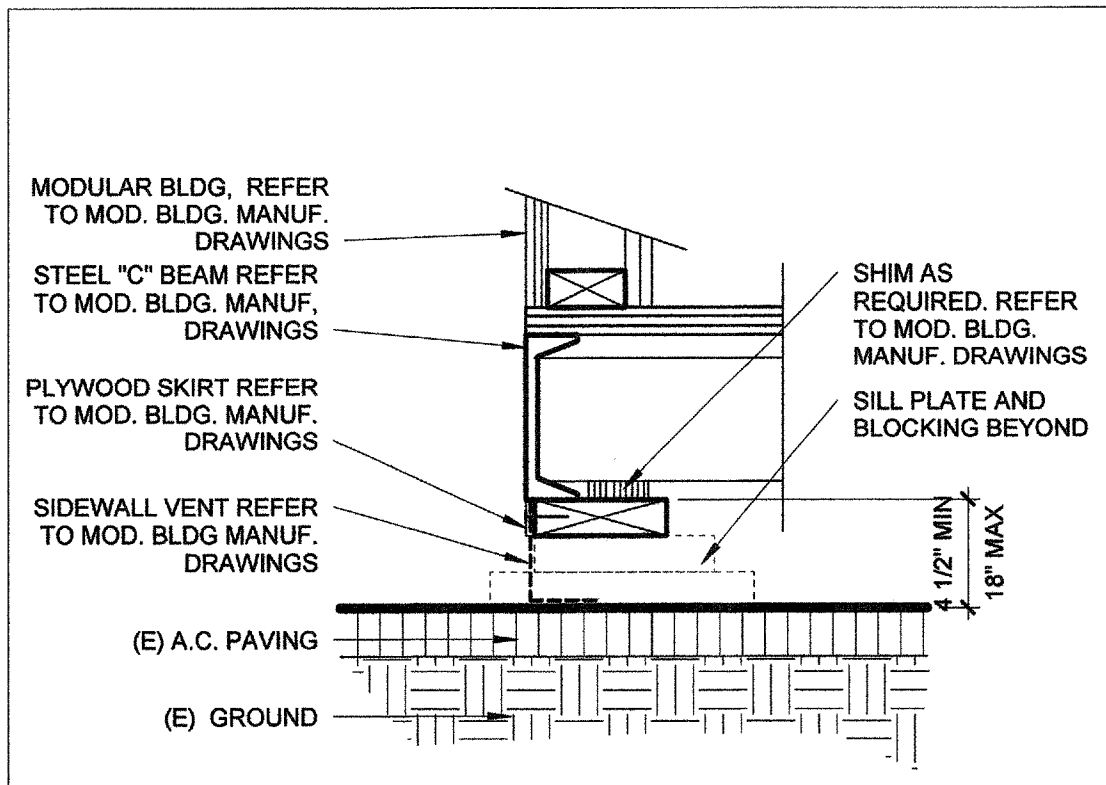 MODULAR BLDG, REFER
TO MOD. BLDG. MANUF.
DRAWINGS
STEEL "C" BEAM REFER
TO MOD. BLDG. MANUF,
DRAWINGS
PLYWOOD SKIRT REFER
TO MOD. BLDG. MANUF.
DRAWINGS
SIDEWALL VENT REFER
TO MOD. BLDG MANUF.
DRAWINGS
(E) A.C. PAVING
(E) GROUND
SHIM AS
REQUIRED. REFER
TO MOD. BLDG.
MANUF. DRAWINGS
SILL PLATE AND
BLOCKING BEYOND
4 1/2" MIN
18" MAX